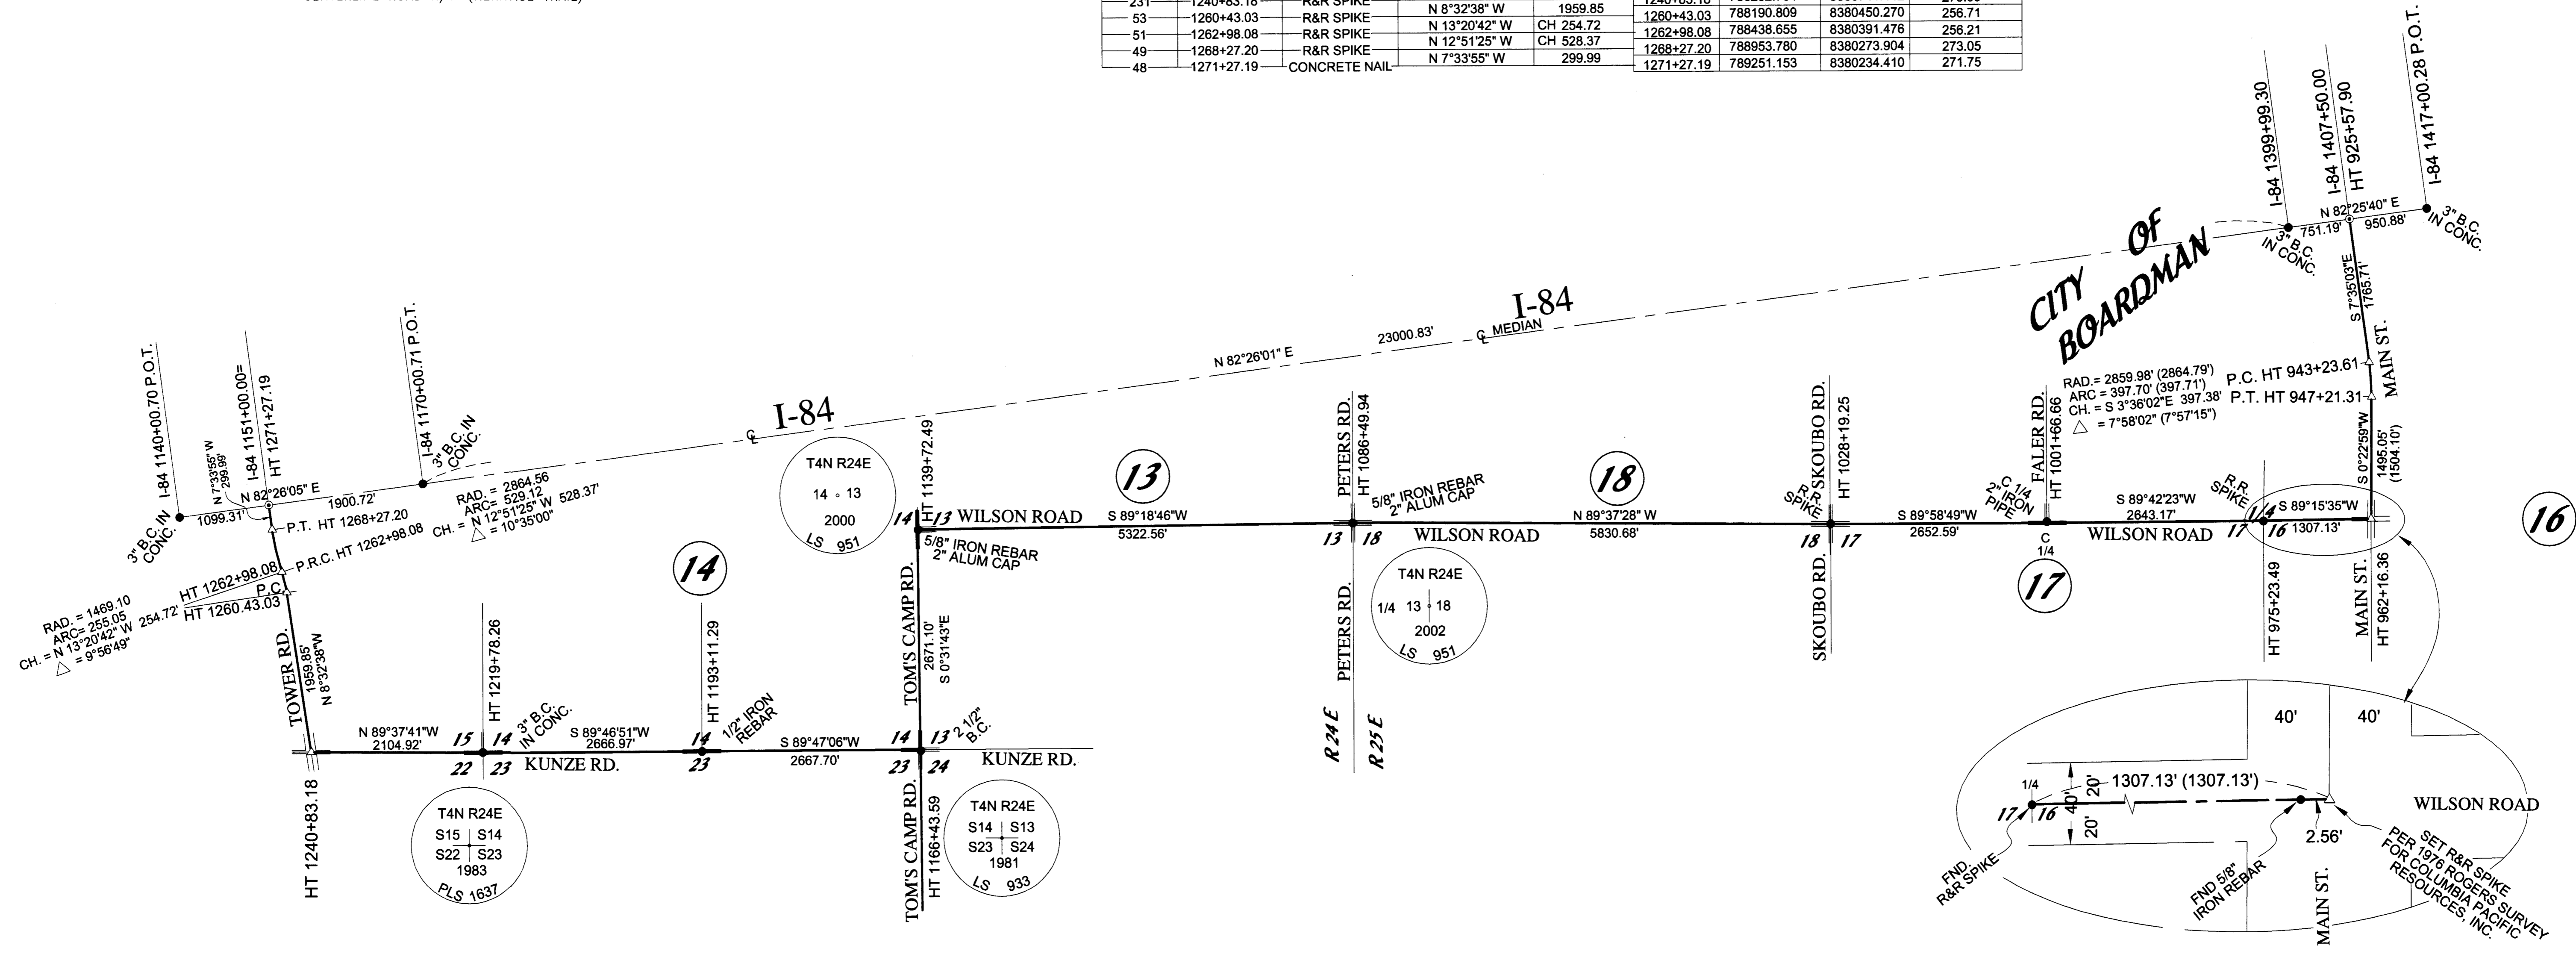 53 1260+43.03 R&R SPIKE N 8°32'38" W 1959.85 1260+43.03 788190.809 8380450.270 256.71
51 1262+98.08 R&R SPIKE N 13°20'42" W CH 254.72 1262+98.08 788438.655 8380391.476 256.21
49 1268+27.20 R&R SPIKE N 12°51'25" W CH 528.37 1268+27.20 788953.780 8380273.904 273.05
48 1271+27.19 CONCRETE NAIL N 7°33'55" W 299.99 1271+27.19 789251.153 8380234.410 271.75
I-84 1399+99.30
I-84 1407+50.00
HT 925+57.90
I-84 1417+00.28 P.O.T.
N 82°25'40" E
751.19' 950.88'
3" B.C.
IN CONC.
3" B.C.
IN CONC.
CITY OF
BOARDMAN
S 7°35'03"E
1765.71'
MAIN ST.
I-84
℄ MEDIAN
23000.83'
N 82°26'01" E
I-84
℄
RAD.= 2859.98' (2864.79')
ARC = 397.70' (397.71')
CH. = S 3°36'02"E 397.38'
△ = 7°58'02" (7°57'15")
P.C. HT 943+23.61
P.T. HT 947+21.31
S 0°22'59"W
1495.05'
(1504.10')
I-84 1140+00.70 P.O.T.
N 7°33'55" W
299.99'
I-84 1151+00.00=
HT 1271+27.19
I-84 1170+00.71 P.O.T.
3" B.C. IN
CONC.
N 82°26'05" E
1099.31' 1900.72'
3" B.C. IN
CONC.
RAD. = 2864.56
ARC= 529.12
CH. = N 12°51'25" W 528.37'
△ = 10°35'00"
P.T. HT 1268+27.20
P.R.C. HT 1262+98.08
HT 1262+98.08
P.C.
HT 1260.43.03
RAD. = 1469.10
ARC= 255.05
CH. = N 13°20'42" W 254.72'
△ = 9°56'49"
TOWER RD.
1959.85'
N 8°32'38"W
HT 1240+83.18
T4N R24E
14 13
2000
LS 951
HT 1139+72.49
14 13
WILSON ROAD
5/8" IRON REBAR
2" ALUM CAP
13
S 89°18'46"W
5322.56'
PETERS RD.
HT 1086+49.94
5/8" IRON REBAR
2" ALUM CAP
13 18
WILSON ROAD
18
N 89°37'28" W
5830.68'
SKOUBO RD.
HT 1028+19.25
R.R.
SPIKE
18 17
S 89°58'49"W
2652.59'
C 1/4
2" IRON
PIPE
FALER RD.
HT 1001+66.66
C
1/4
17
S 89°42'23"W
2643.17'
WILSON ROAD
R.R.
SPIKE
1/4
17 16
S 89°15'35"W
1307.13'
16
HT 975+23.49
MAIN ST.
HT 962+16.36
14
TOM'S CAMP RD.
2671.10'
S 0°31'43"E
T4N R24E
1/4 13 18
2002
LS 951
PETERS RD.
R 24 E
R 25 E
SKOUBO RD.
N 89°37'41"W
2104.92'
HT 1219+78.26
3" B.C.
IN CONC.
15 14
22 23
S 89°46'51"W
2666.97'
KUNZE RD.
HT 1193+11.29
1/2" IRON
REBAR
14
23
S 89°47'06"W
2667.70'
14 13
23 24
2 1/2"
B.C.
KUNZE RD.
TOM'S CAMP RD.
HT 1166+43.59
T4N R24E
S15 S14
S22 S23
1983
PLS 1637
T4N R24E
S14 S13
S23 S24
1981
LS 933
40' 40'
1/4
17 16
40'
20'
20'
1307.13' (1307.13')
WILSON ROAD
2.56'
FND.
R&R SPIKE
FND 5/8"
IRON REBAR
MAIN ST.
SET R&R SPIKE
PER 1976 ROGERS SURVEY
FOR COLUMBIA PACIFIC
RESOURCES, INC.